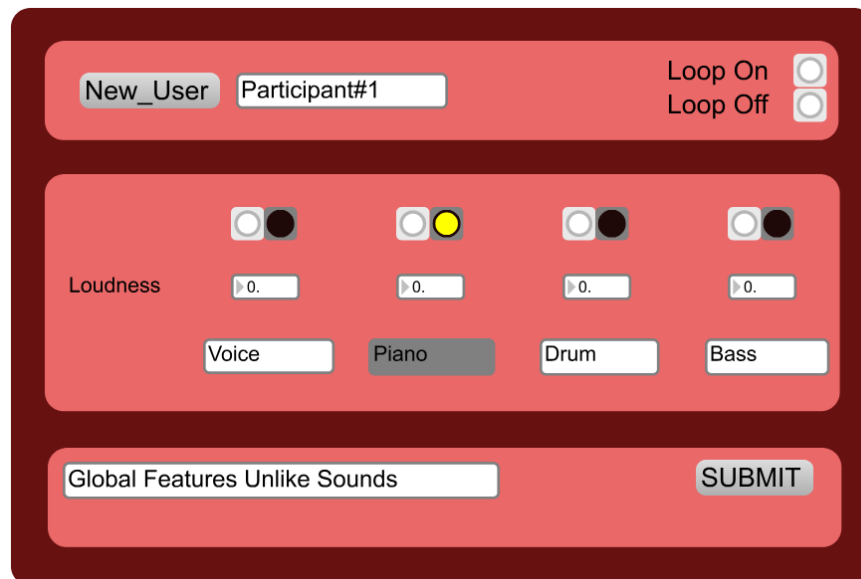 New_User Participant#1 Loop On
Loop Off
Loudness 0. 0. 0. 0.
Voice Piano Drum Bass
Global Features Unlike Sounds SUBMIT